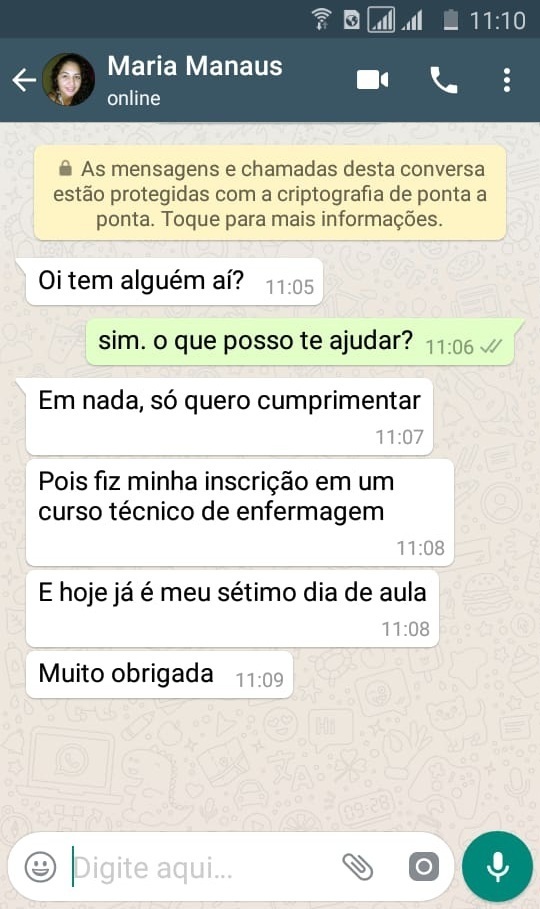 11:10
Maria Manaus
online
As mensagens e chamadas desta conversa
estão protegidas com a criptografia de ponta a
ponta. Toque para mais informações.
Oi tem alguém aí? 11:05
sim. o que posso te ajudar? 11:06
Em nada, só quero cumprimentar
11:07
Pois fiz minha inscrição em um
curso técnico de enfermagem
11:08
E hoje já é meu sétimo dia de aula
11:08
Muito obrigada 11:09
Digite aqui...